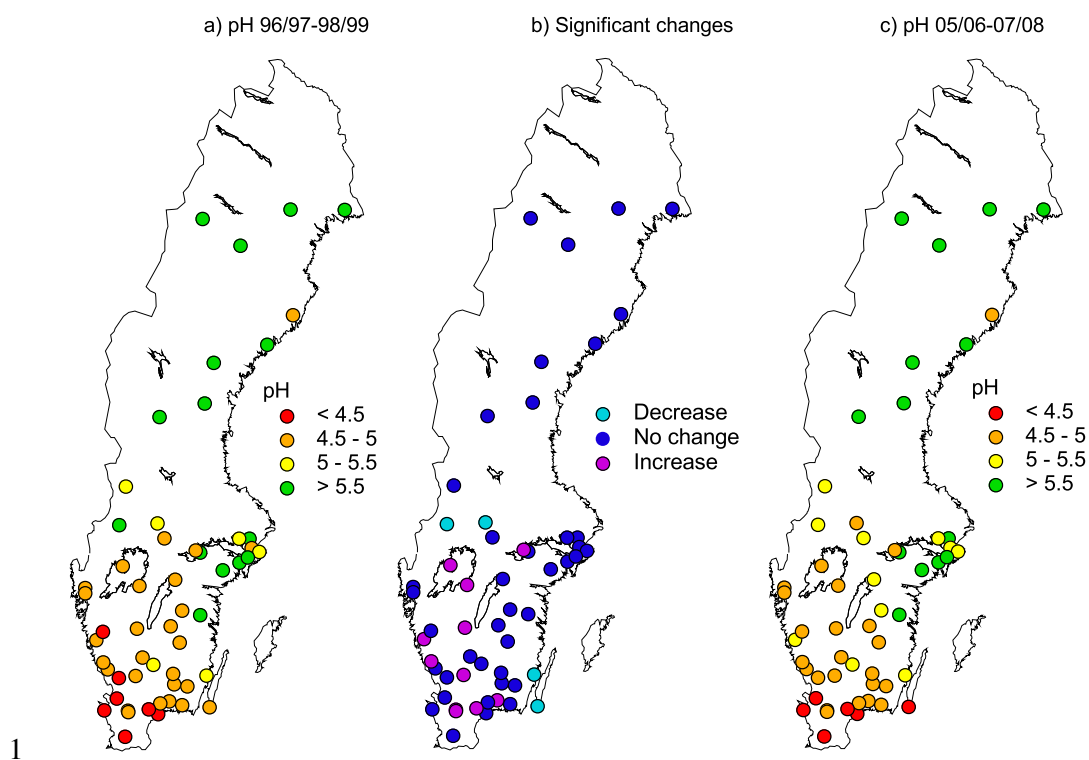 a) pH 96/97-98/99
b) Significant changes
c) pH 05/06-07/08
pH
< 4.5
4.5 - 5
5 - 5.5
> 5.5
Decrease
No change
Increase
pH
< 4.5
4.5 - 5
5 - 5.5
> 5.5
1